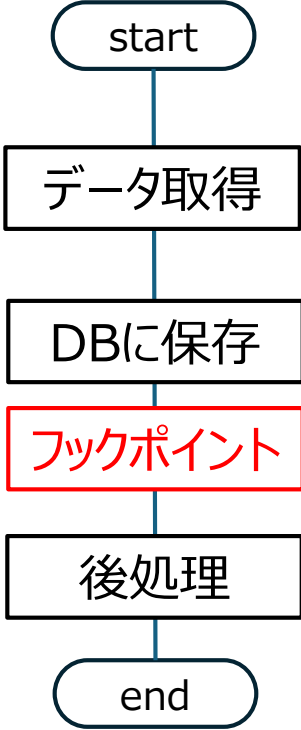 start
データ取得
DBに保存
フックポイント
後処理
end